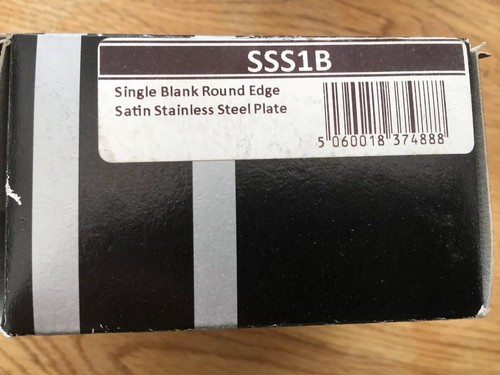 SSS1B
Single Blank Round Edge
Satin Stainless Steel Plate
5 060018 374888